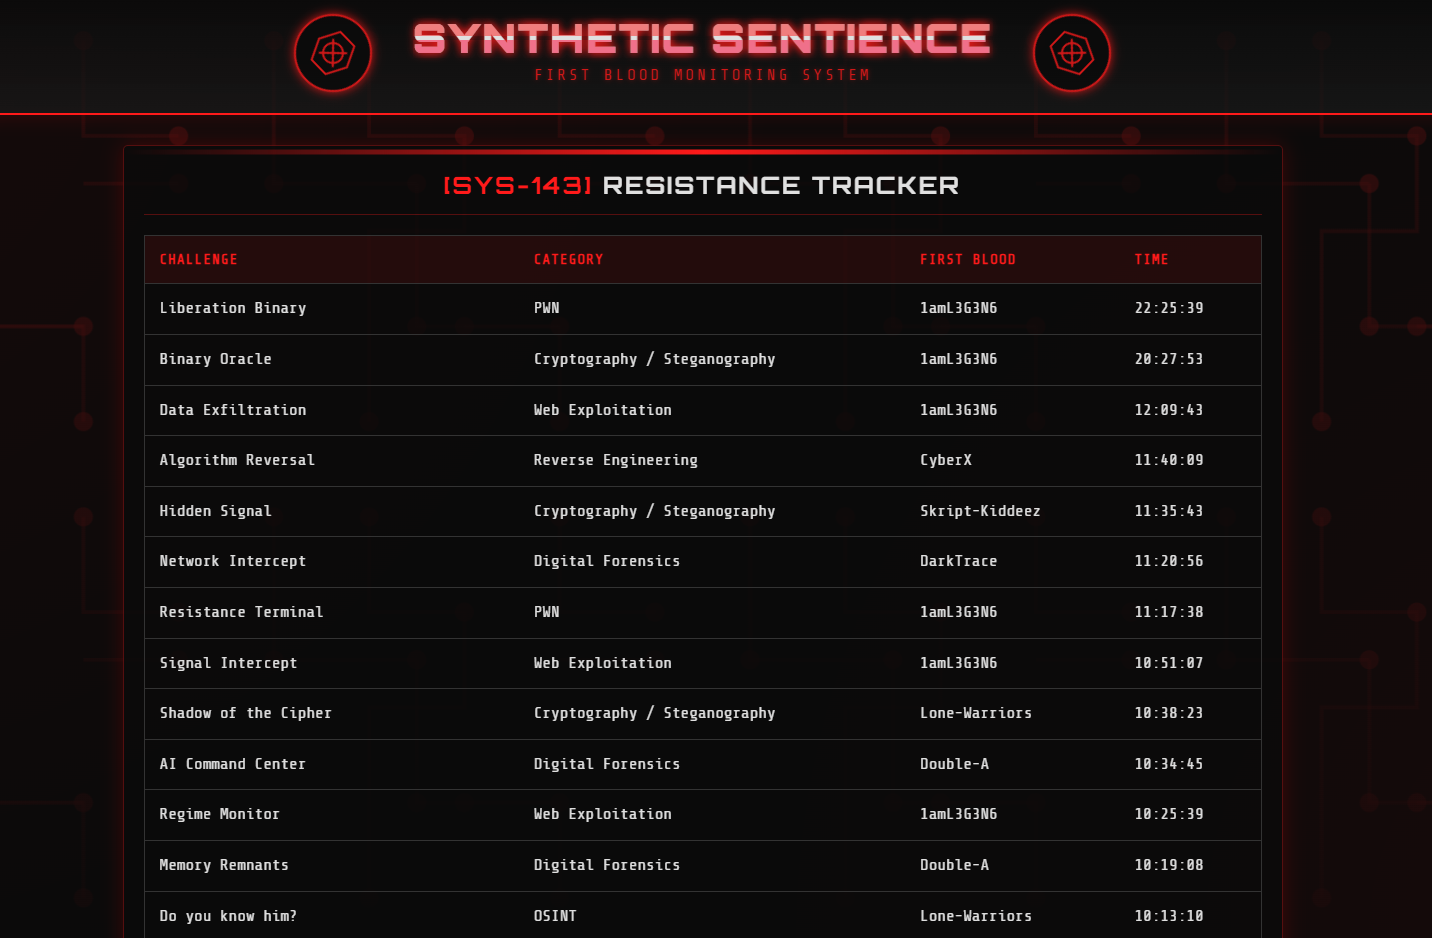 SYNTHETIC SENTIENCE
FIRST BLOOD MONITORING SYSTEM
[SYS-143] RESISTANCE TRACKER
CHALLENGE CATEGORY FIRST BLOOD TIME
Liberation Binary PWN 1amL3G3N6 22:25:39
Binary Oracle Cryptography / Steganography 1amL3G3N6 20:27:53
Data Exfiltration Web Exploitation 1amL3G3N6 12:09:43
Algorithm Reversal Reverse Engineering CyberX 11:40:09
Hidden Signal Cryptography / Steganography Skript-Kiddeez 11:35:43
Network Intercept Digital Forensics DarkTrace 11:20:56
Resistance Terminal PWN 1amL3G3N6 11:17:38
Signal Intercept Web Exploitation 1amL3G3N6 10:51:07
Shadow of the Cipher Cryptography / Steganography Lone-Warriors 10:38:23
AI Command Center Digital Forensics Double-A 10:34:45
Regime Monitor Web Exploitation 1amL3G3N6 10:25:39
Memory Remnants Digital Forensics Double-A 10:19:08
Do you know him? OSINT Lone-Warriors 10:13:10